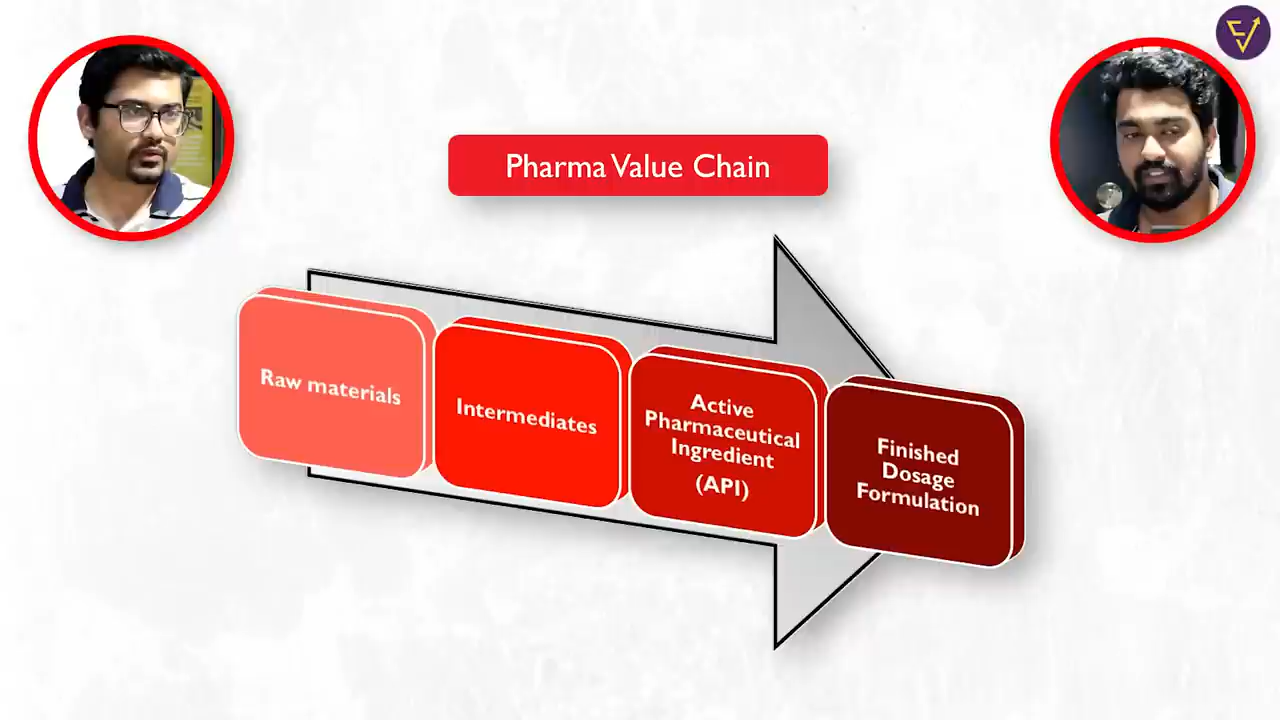 Pharma Value Chain
Raw materials
Intermediates
Active
Pharmaceutical
Ingredient
(API)
Finished
Dosage
Formulation